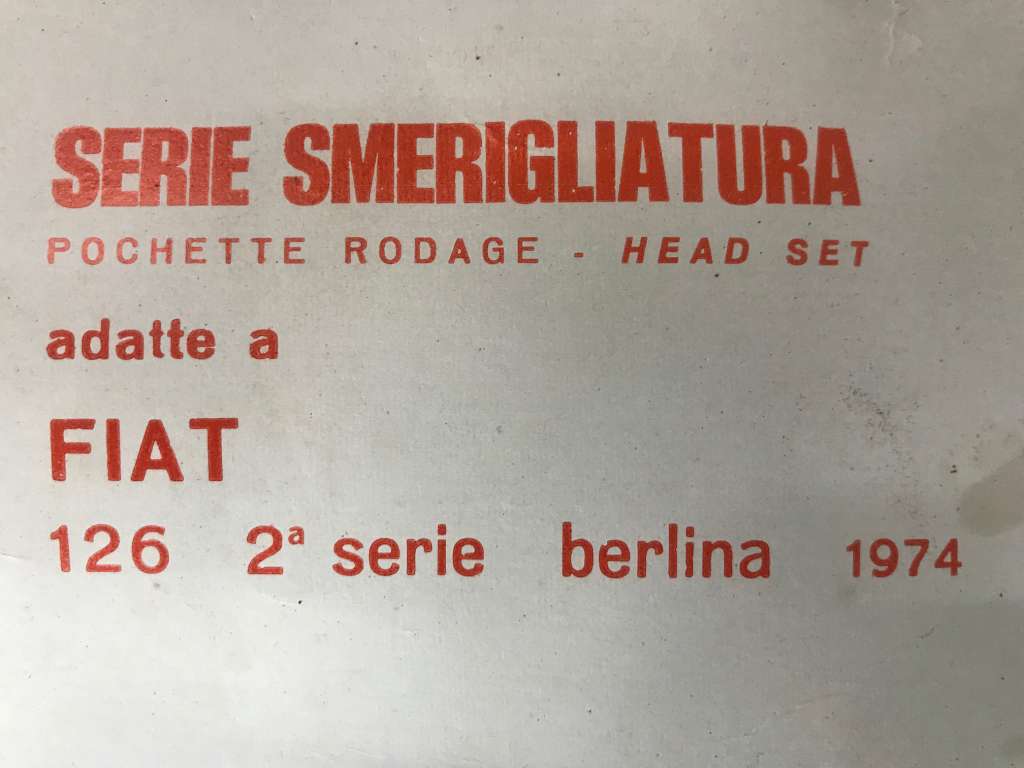 SERIE SMERIGLIATURA
POCHETTE RODAGE - HEAD SET
adatte a
FIAT
126 2ª serie berlina 1974